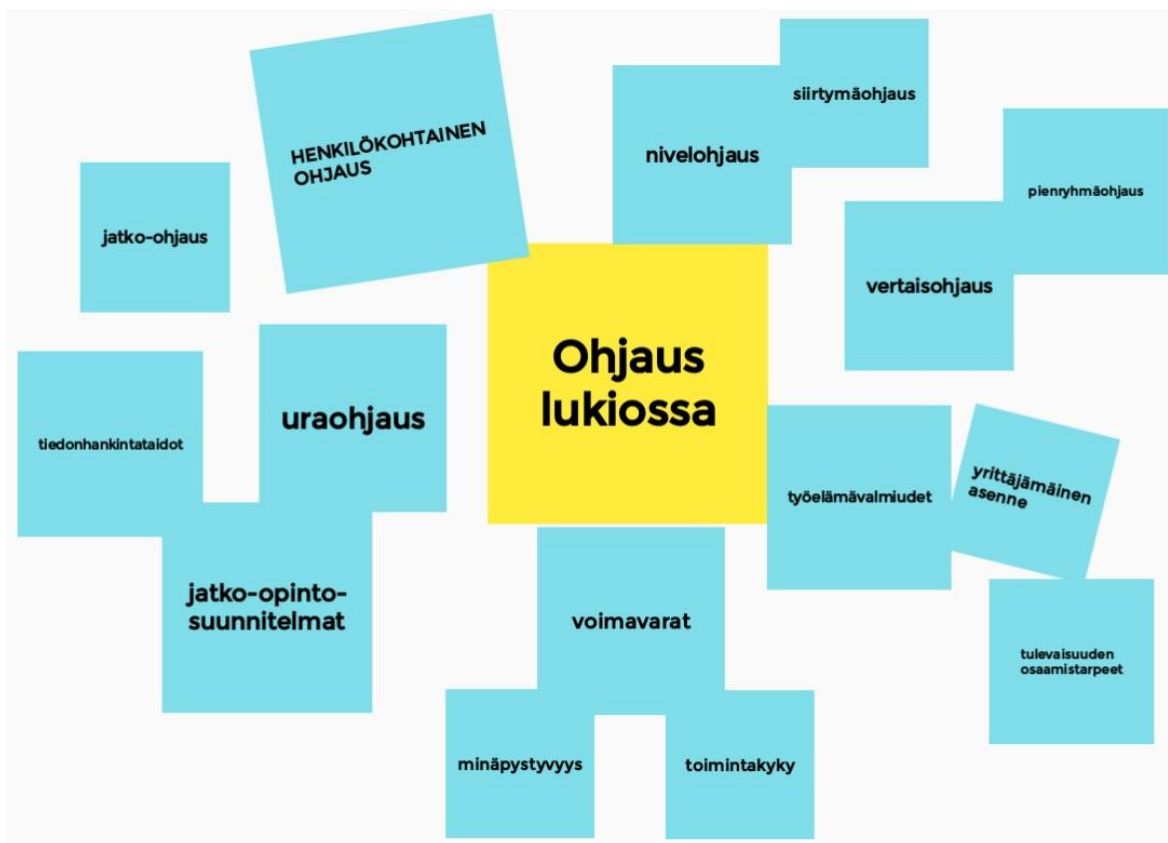 siirtymäohjaus
HENKILÖKOHTAINEN
OHJAUS
nivelohjaus
pienryhmäohjaus
jatko-ohjaus
vertaisohjaus
Ohjaus
lukiossa
uraohjaus
tiedonhankintataidot
työelämävalmiudet
yrittäjämäinen
asenne
jatko-opinto-
suunnitelmat
voimavarat
tulevaisuuden
osaamistarpeet
minäpystyvyys
toimintakyky